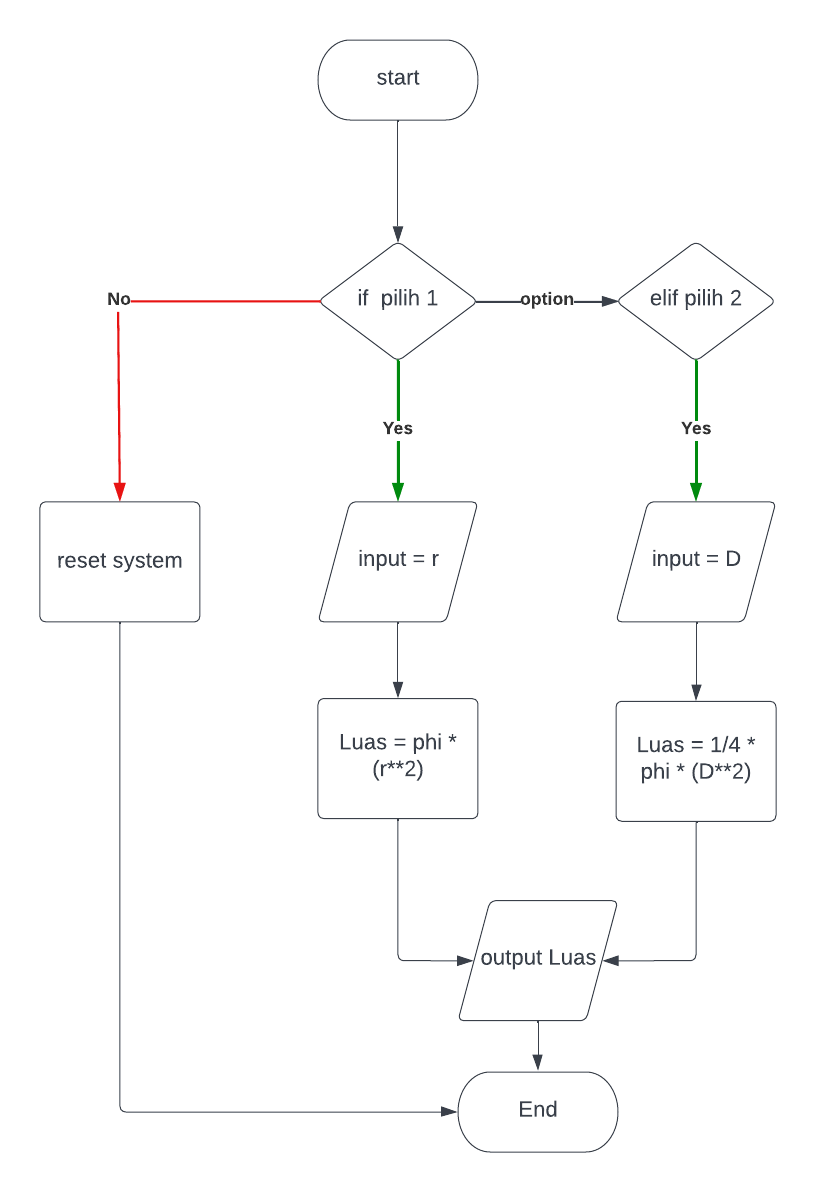 start
if pilih 1
elif pilih 2
No
option
Yes
Yes
reset system
input = r
input = D
Luas = phi *
(r**2)
Luas = 1/4 *
phi * (D**2)
output Luas
End